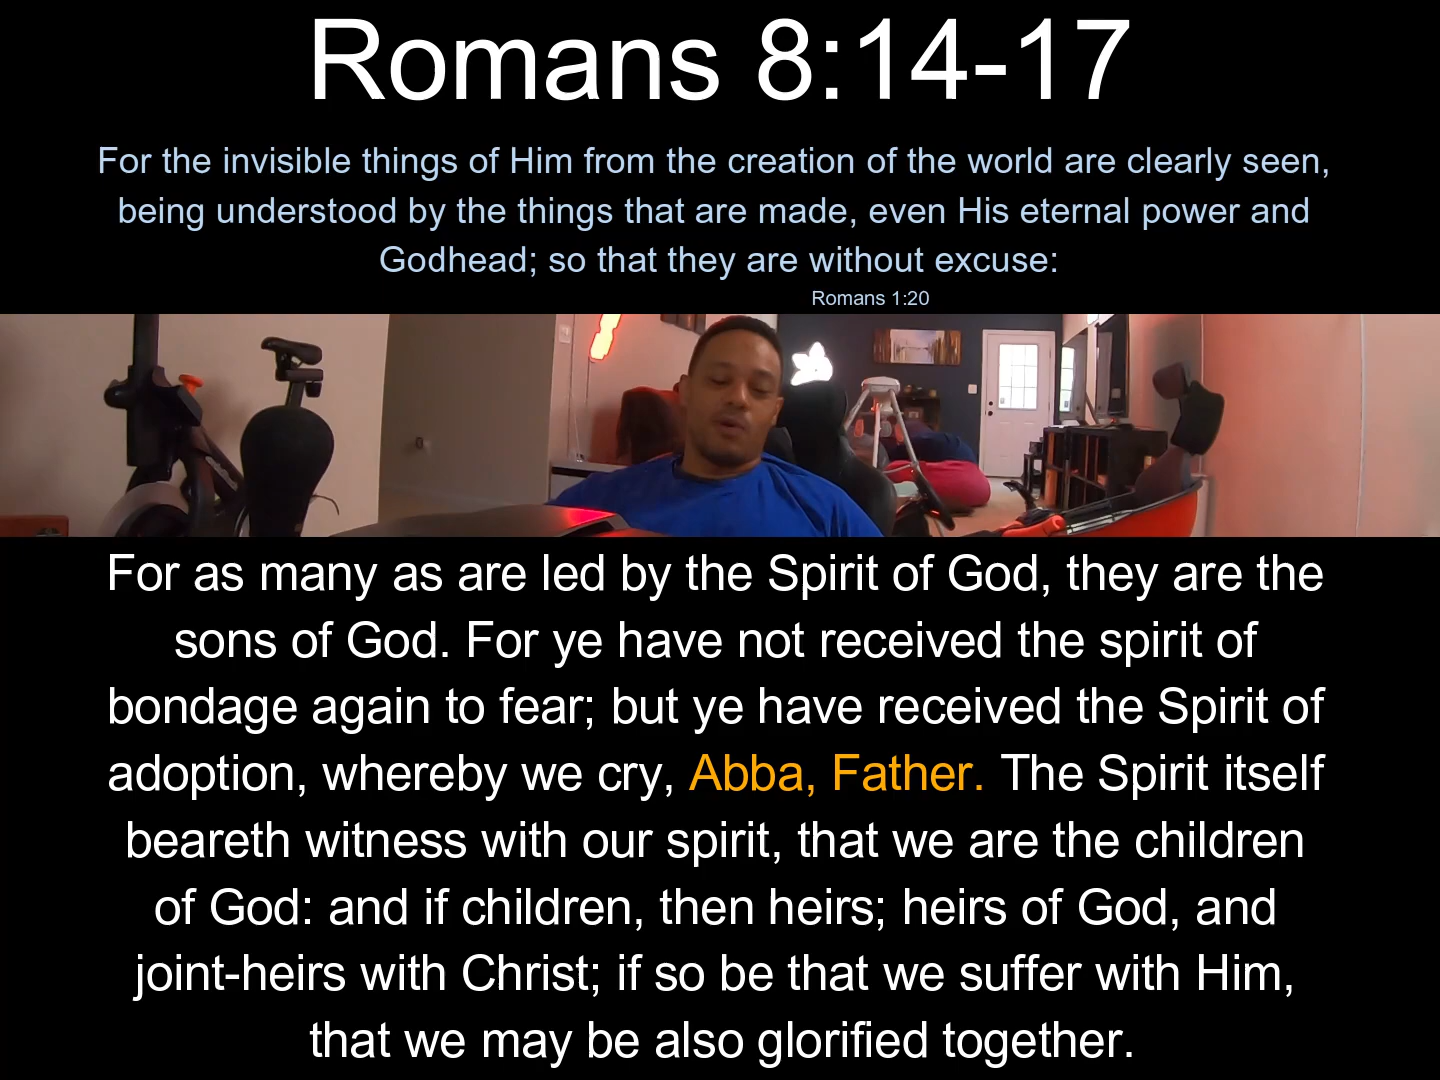 Romans 8:14-17
For the invisible things of Him from the creation of the world are clearly seen,
being understood by the things that are made, even His eternal power and
Godhead; so that they are without excuse:
Romans 1:20
For as many as are led by the Spirit of God, they are the
sons of God. For ye have not received the spirit of
bondage again to fear; but ye have received the Spirit of
adoption, whereby we cry, Abba, Father. The Spirit itself
beareth witness with our spirit, that we are the children
of God: and if children, then heirs; heirs of God, and
joint-heirs with Christ; if so be that we suffer with Him,
that we may be also glorified together.